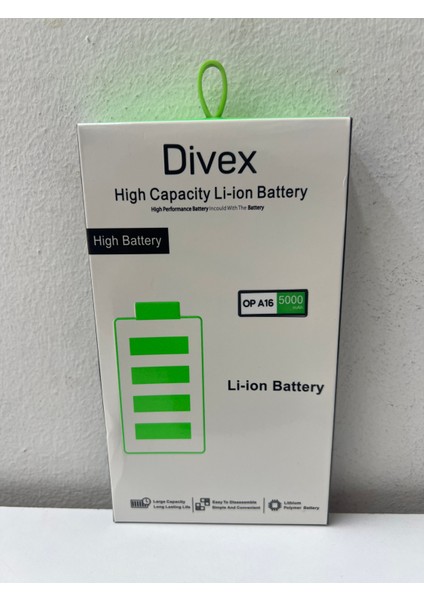 Divex
High Capacity Li-ion Battery
High Performance Battery Incould With The Battery
High Battery
OP A16 5000
mAh
Li-ion Battery
Large Capacity
Long Lasting Life
Easy To Disassemble
Simple And Convenient
Lithium
Polymer Battery